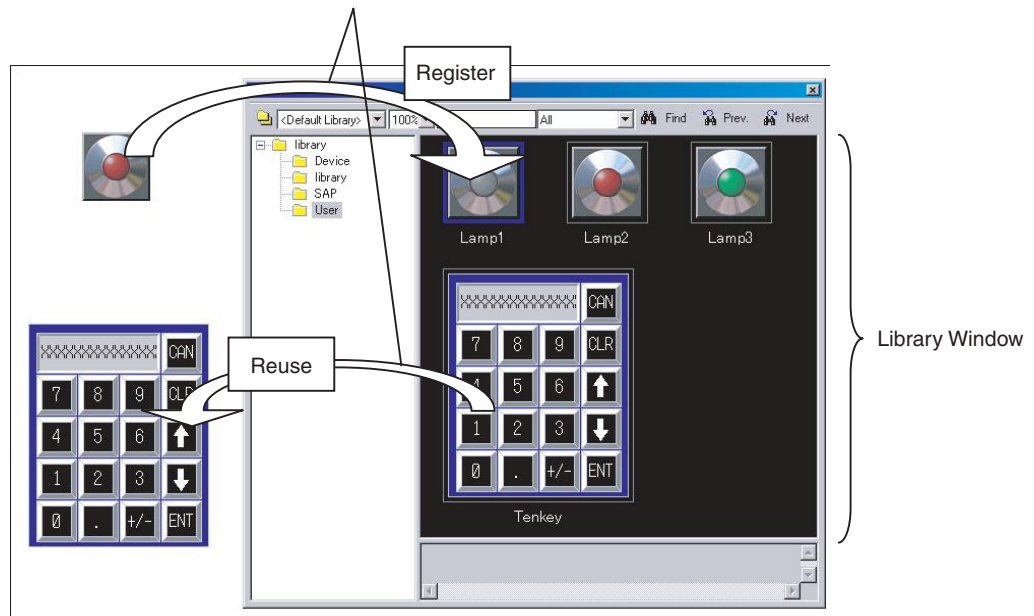 Register
<Default Library> 100% All Find Prev. Next
library
Device
library
SAP
User
Lamp1 Lamp2 Lamp3
CAN
7 8 9 CLR
4 5 6
1 2 3
0 . +/- ENT
Tenkey
Reuse
CAN
7 8 9 CLR
4 5 6
1 2 3
0 . +/- ENT
Library Window